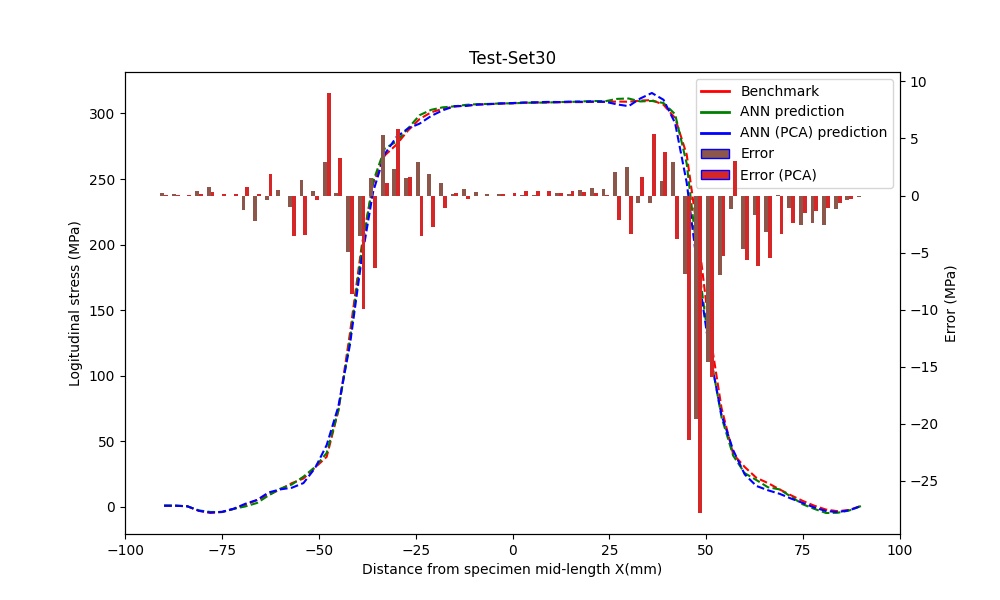 Test-Set30
Benchmark
ANN prediction
ANN (PCA) prediction
Error
Error (PCA)
Logitudinal stress (MPa)
300
250
200
150
100
50
0
10
5
0
−5
−10
−15
−20
−25
Error (MPa)
−100 −75 −50 −25 0 25 50 75 100
Distance from specimen mid-length X(mm)